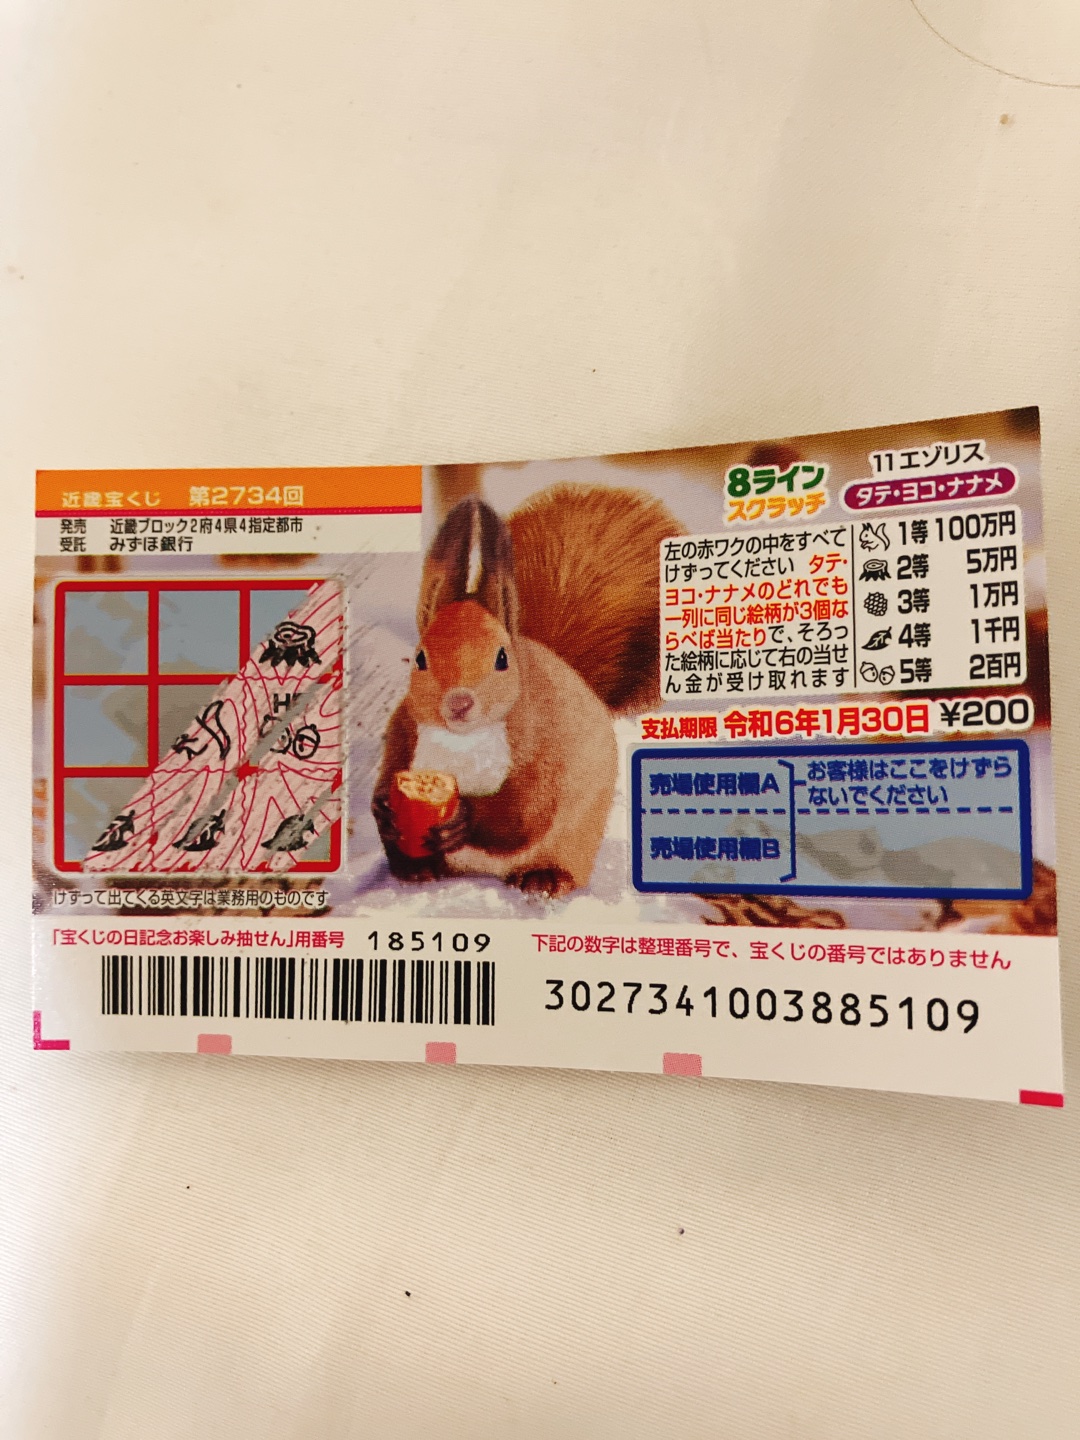 近畿宝くじ 第2734回
発売 近畿ブロック2府4県4指定都市
受託 みずほ銀行
けずって出てくる英文字は業務用のものです
8ライン
スクラッチ
11エゾリス
タテ・ヨコ・ナナメ
左の赤ワクの中をすべて
けずってください タテ・
ヨコ・ナナメのどれでも
一列に同じ絵柄が3個な
らべば当たりで、そろっ
た絵柄に応じて右の当せ
ん金が受け取れます
1等 100万円
2等 5万円
3等 1万円
4等 1千円
5等 2百円
支払期限 令和6年1月30日 ¥200
売場使用欄A
売場使用欄B
お客様はここをけずら
ないでください
「宝くじの日記念お楽しみ抽せん」用番号 185109
下記の数字は整理番号で、宝くじの番号ではありません
3027341003885109